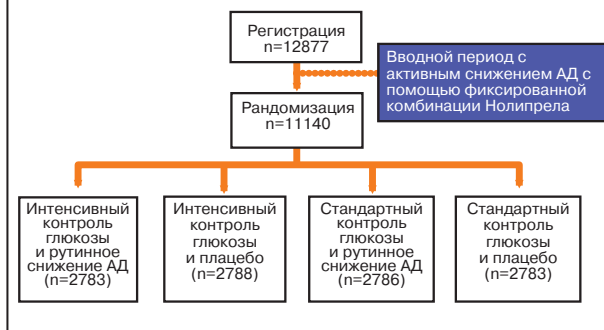 Регистрация
n=12877
Вводной период с
активным снижением АД с
помощью фиксированной
комбинации Нолипрела
Рандомизация
n=11140
Интенсивный
контроль
глюкозы
и рутинное
снижение АД
(n=2783)
Интенсивный
контроль
глюкозы
и плацебо
(n=2788)
Стандартный
контроль
глюкозы
и рутинное
снижение АД
(n=2786)
Стандартный
контроль
глюкозы
и плацебо
(n=2783)